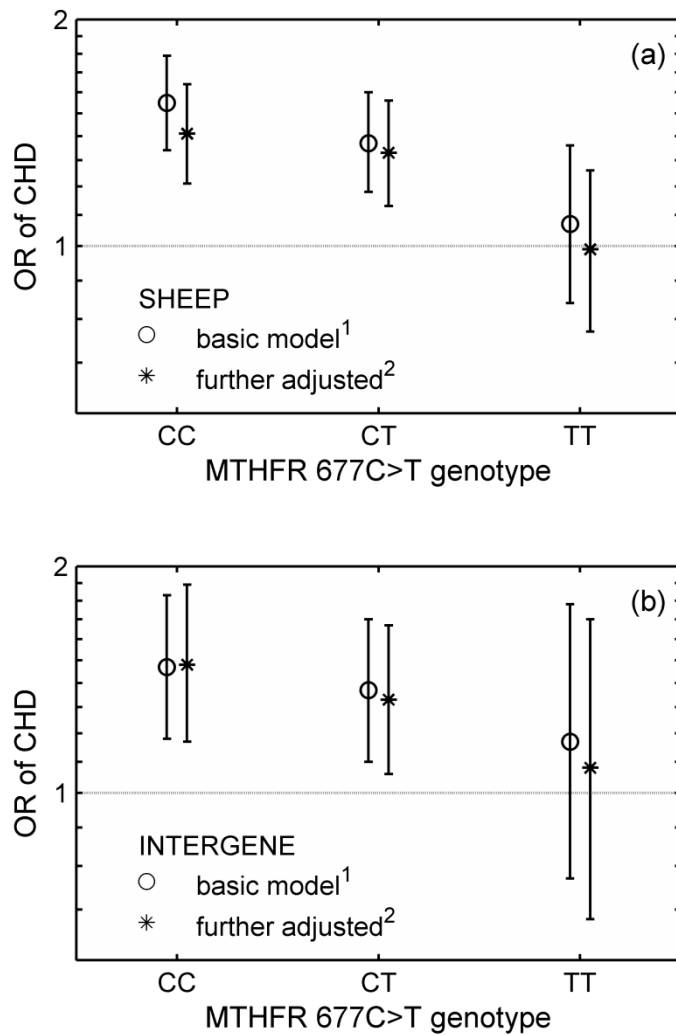 2
(a)
OR of CHD
1
SHEEP
basic model1
further adjusted2
CC CT TT
MTHFR 677C>T genotype
2
(b)
OR of CHD
1
INTERGENE
basic model1
further adjusted2
CC CT TT
MTHFR 677C>T genotype